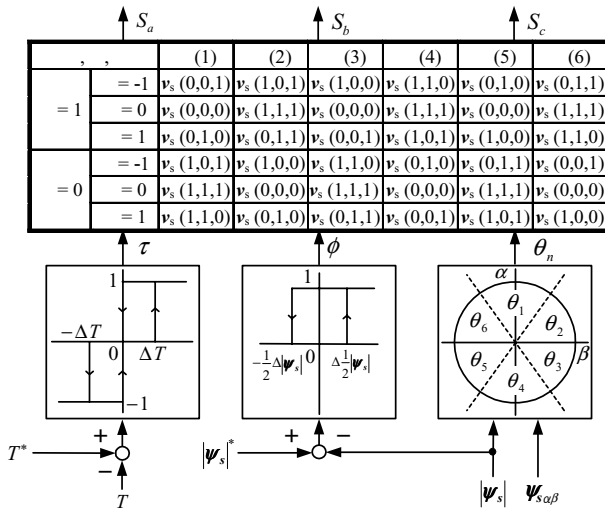 S_a S_b S_c
, , (1) (2) (3) (4) (5) (6)
= 1 = -1 v_s (0,0,1) v_s (1,0,1) v_s (1,0,0) v_s (1,1,0) v_s (0,1,0) v_s (0,1,1)
= 0 v_s (0,0,0) v_s (1,1,1) v_s (0,0,0) v_s (1,1,1) v_s (0,0,0) v_s (1,1,1)
= 1 v_s (0,1,0) v_s (0,1,1) v_s (0,0,1) v_s (1,0,1) v_s (1,0,0) v_s (1,1,0)
= 0 = -1 v_s (1,0,1) v_s (1,0,0) v_s (1,1,0) v_s (0,1,0) v_s (0,1,1) v_s (0,0,1)
= 0 v_s (1,1,1) v_s (0,0,0) v_s (1,1,1) v_s (0,0,0) v_s (1,1,1) v_s (0,0,0)
= 1 v_s (1,1,0) v_s (0,1,0) v_s (0,1,1) v_s (0,0,1) v_s (1,0,1) v_s (1,0,0)
τ ϕ θ_n
1
−ΔT
0 ΔT
−1
1
0
−½Δ|ψ_s| Δ½|ψ_s|
α
θ_1
θ_6 θ_2
β
θ_5 θ_3
θ_4
+ + −
T* |ψ_s|*
−
T |ψ_s| ψ_sαβ